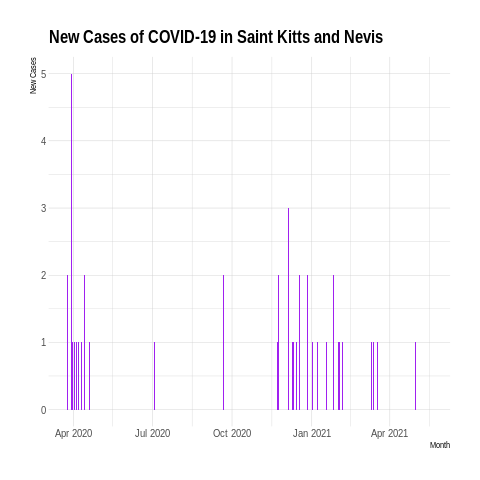 New Cases of COVID-19 in Saint Kitts and Nevis
New Cases
5
4
3
2
1
0
Apr 2020 Jul 2020 Oct 2020 Jan 2021 Apr 2021
Month